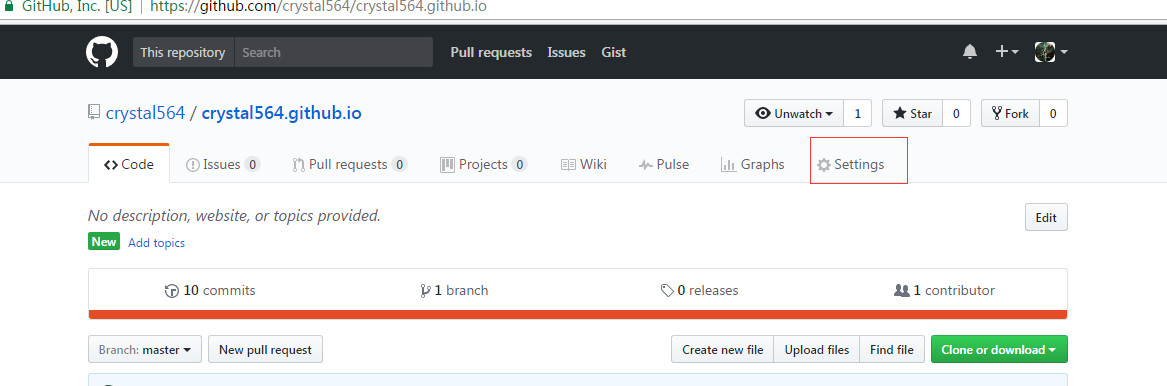 GitHub, Inc. [US] | https://github.com/crystal564/crystal564.github.io
This repository Search Pull requests Issues Gist
crystal564 / crystal564.github.io Unwatch 1 Star 0 Fork 0
Code Issues 0 Pull requests 0 Projects 0 Wiki Pulse Graphs Settings
No description, website, or topics provided. Edit
New Add topics
10 commits 1 branch 0 releases 1 contributor
Branch: master New pull request Create new file Upload files Find file Clone or download